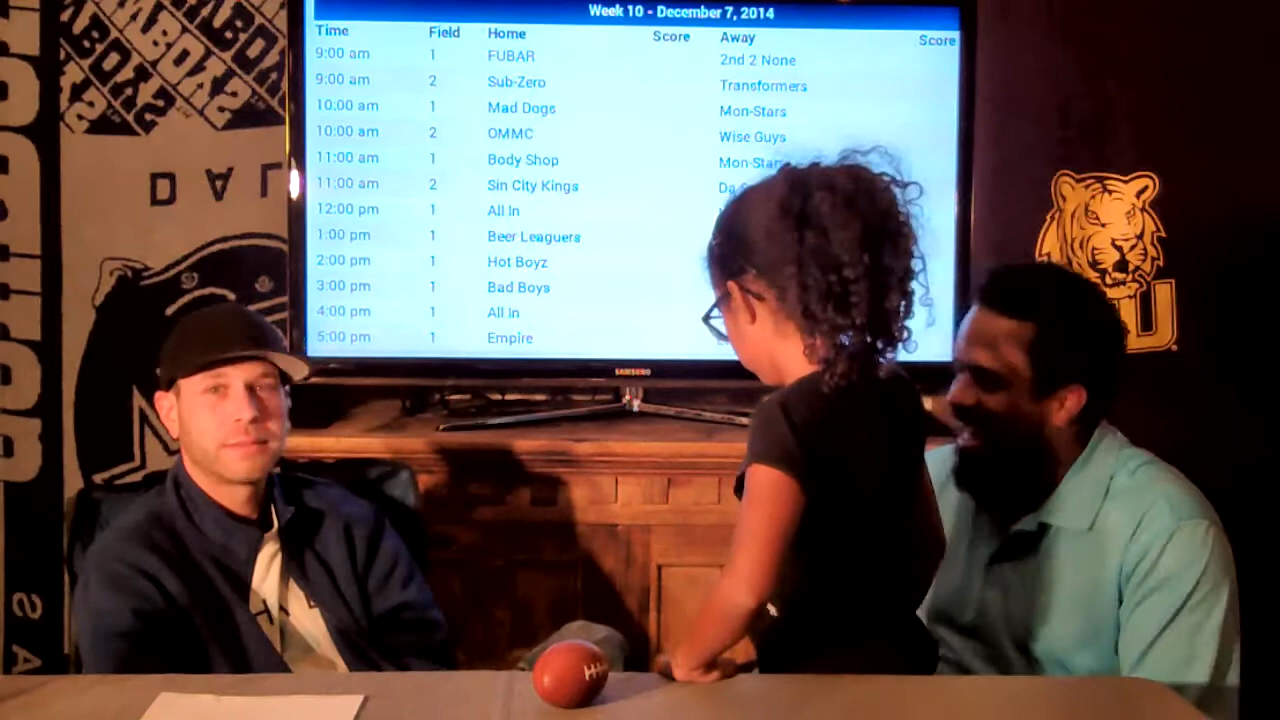 Week 10 - December 7, 2014
Time Field Home Score Away Score
9:00 am 1 FUBAR 2nd 2 None
9:00 am 2 Sub-Zero Transformers
10:00 am 1 Mad Dogs Mon-Stars
10:00 am 2 OMMC Wise Guys
11:00 am 1 Body Shop Mon-Stars
11:00 am 2 Sin City Kings Da
12:00 pm 1 All In
1:00 pm 1 Beer Leaguers
2:00 pm 1 Hot Boyz
3:00 pm 1 Bad Boys
4:00 pm 1 All In
5:00 pm 1 Empire
SAMSUNG
DAL